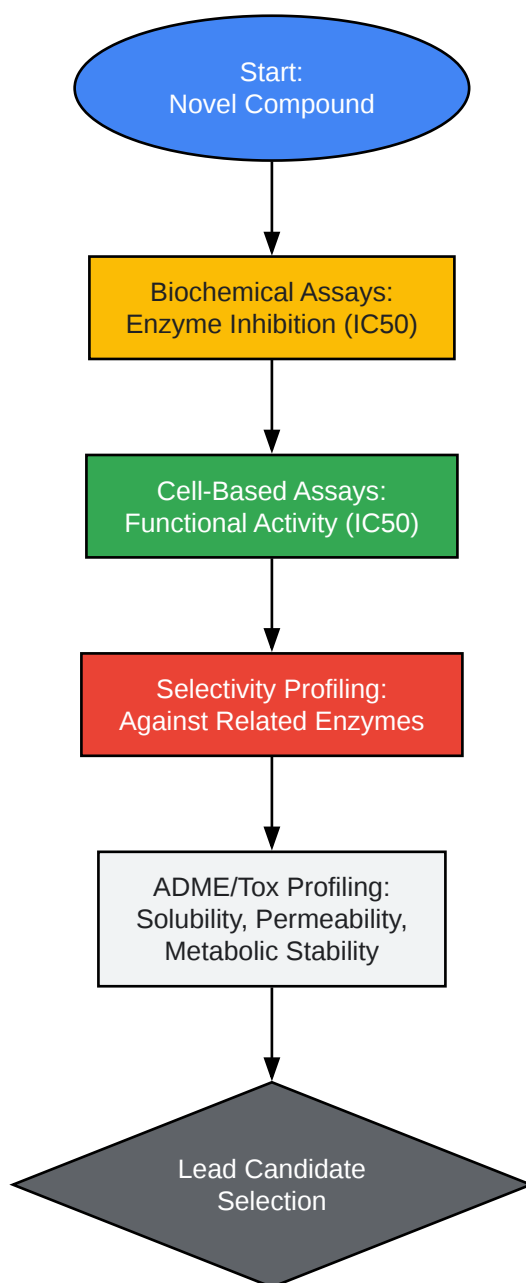 Start:
Novel Compound
Biochemical Assays:
Enzyme Inhibition (IC50)
Cell-Based Assays:
Functional Activity (IC50)
Selectivity Profiling:
Against Related Enzymes
ADME/Tox Profiling:
Solubility, Permeability,
Metabolic Stability
Lead Candidate
Selection